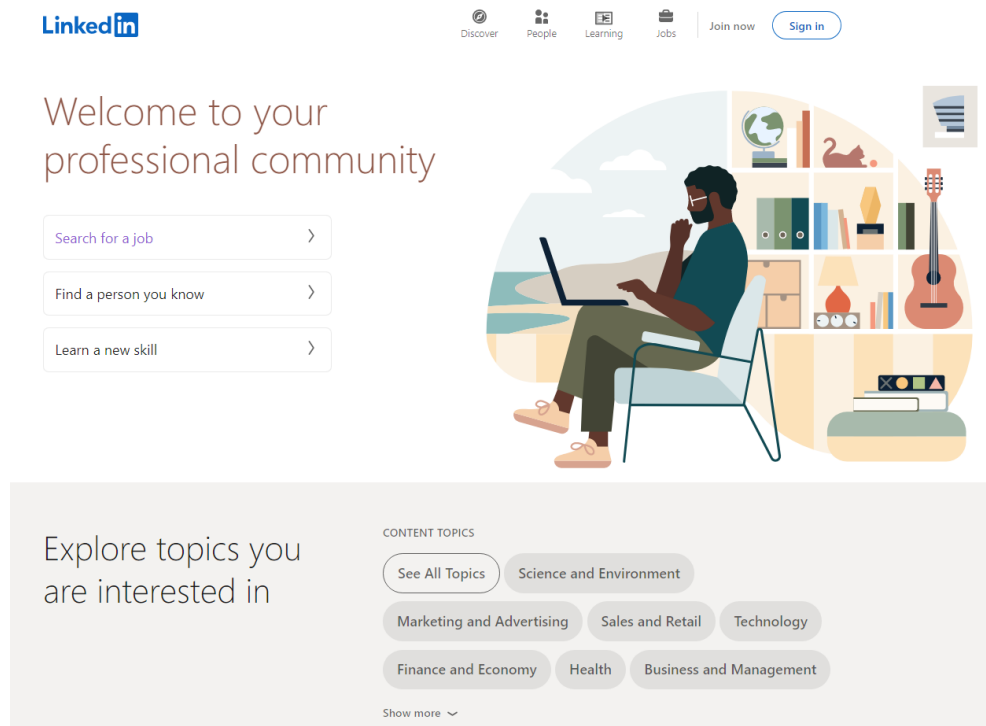 LinkedIn
Discover
People
Learning
Jobs
Join now
Sign in
Welcome to your
professional community
Search for a job
Find a person you know
Learn a new skill
Explore topics you
are interested in
CONTENT TOPICS
See All Topics
Science and Environment
Marketing and Advertising
Sales and Retail
Technology
Finance and Economy
Health
Business and Management
Show more